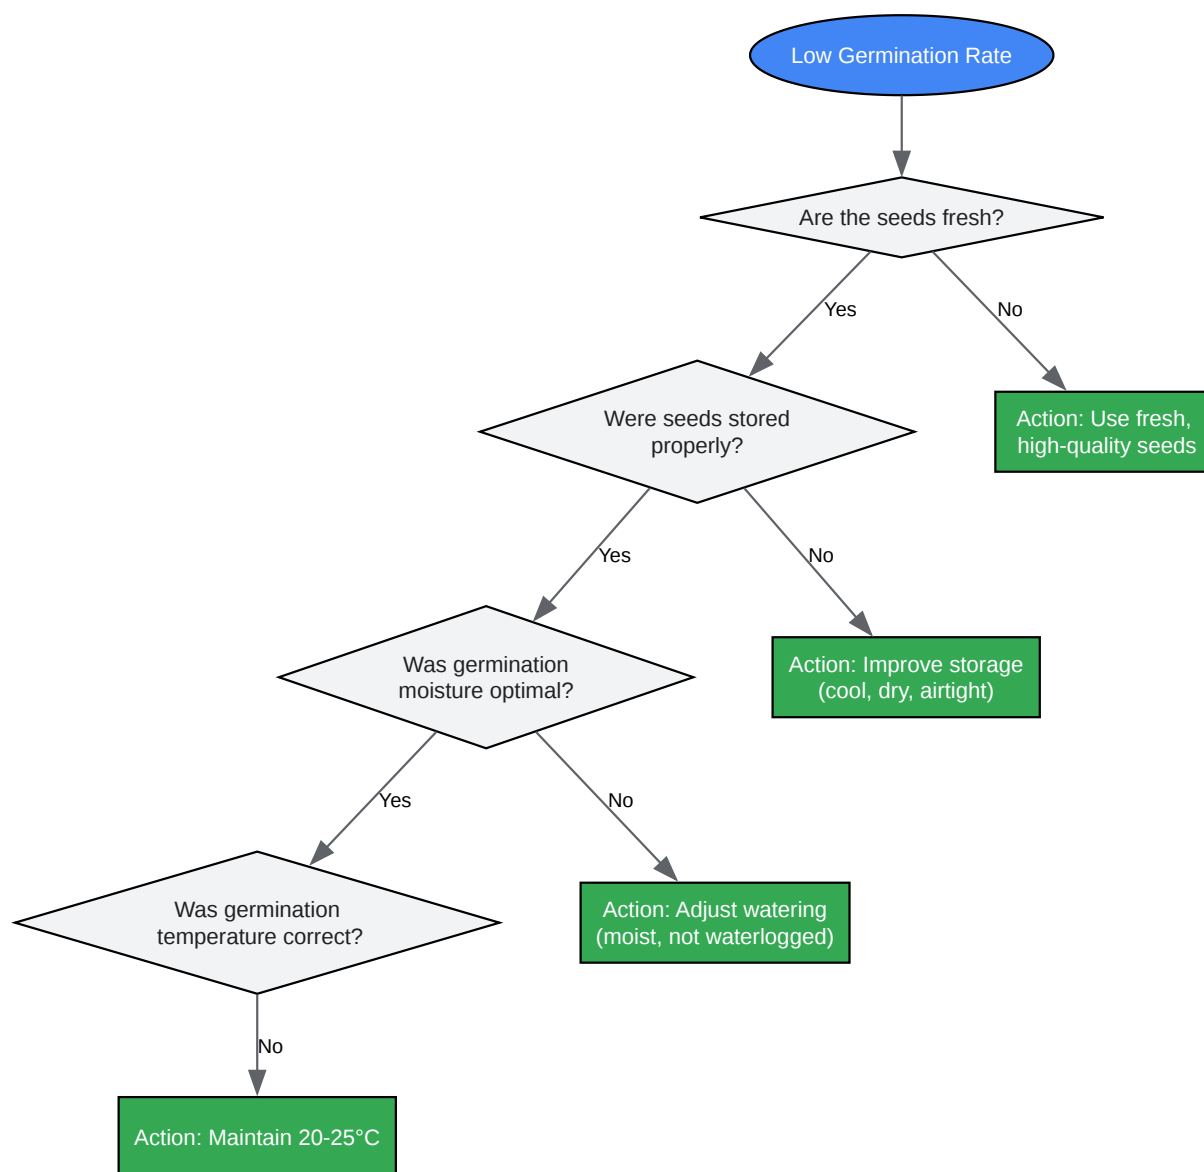 Low Germination Rate
Are the seeds fresh?
Yes
No
Were seeds stored
properly?
Action: Use fresh,
high-quality seeds
Yes
No
Was germination
moisture optimal?
Action: Improve storage
(cool, dry, airtight)
Yes
No
Was germination
temperature correct?
Action: Adjust watering
(moist, not waterlogged)
No
Action: Maintain 20-25°C